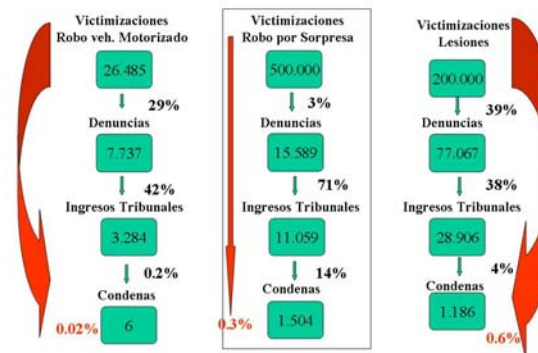 Victimizaciones
Robo veh. Motorizado
26.485
29%
Denuncias
7.737
42%
Ingresos Tribunales
3.284
0.2%
Condenas
0.02%
6
Victimizaciones
Robo por Sorpresa
500.000
3%
Denuncias
15.589
71%
Ingresos Tribunales
11.059
14%
Condenas
0.3%
1.504
Victimizaciones
Lesiones
200.000
39%
Denuncias
77.067
38%
Ingresos Tribunales
28.906
4%
Condenas
1.186
0.6%